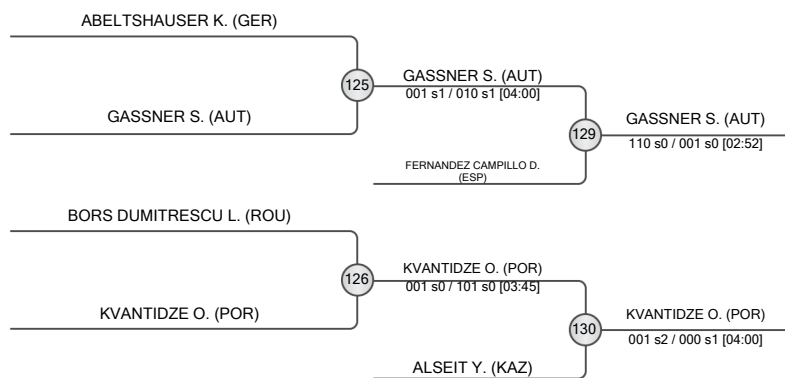 ABELTSHAUSER K. (GER)
125
GASSNER S. (AUT)
001 s1 / 010 s1 [04:00]
GASSNER S. (AUT)
129
GASSNER S. (AUT)
110 s0 / 001 s0 [02:52]
FERNANDEZ CAMPILLO D.
(ESP)
BORS DUMITRESCU L. (ROU)
126
KVANTIDZE O. (POR)
001 s0 / 101 s0 [03:45]
KVANTIDZE O. (POR)
130
KVANTIDZE O. (POR)
001 s2 / 000 s1 [04:00]
ALSEIT Y. (KAZ)